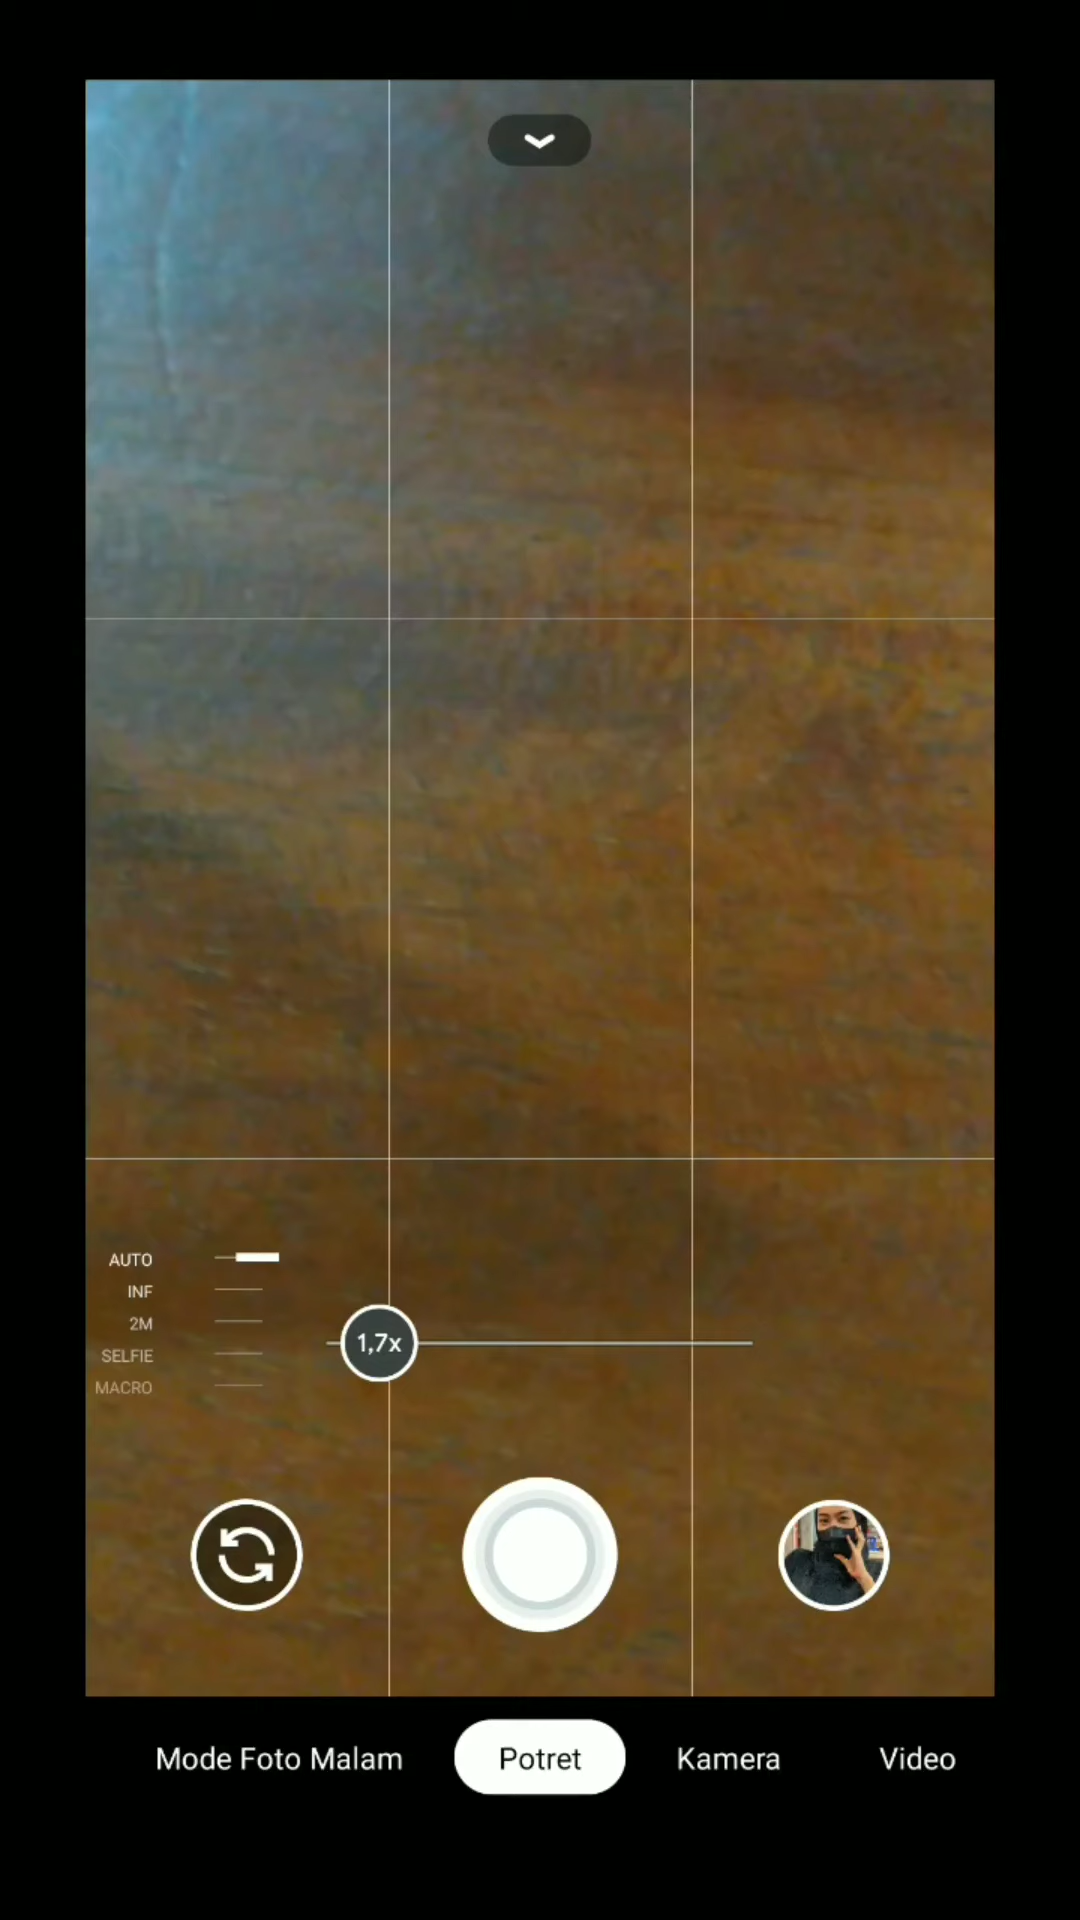 AUTO
INF
2M
SELFIE
MACRO
1,7x
Mode Foto Malam
Potret
Kamera
Video